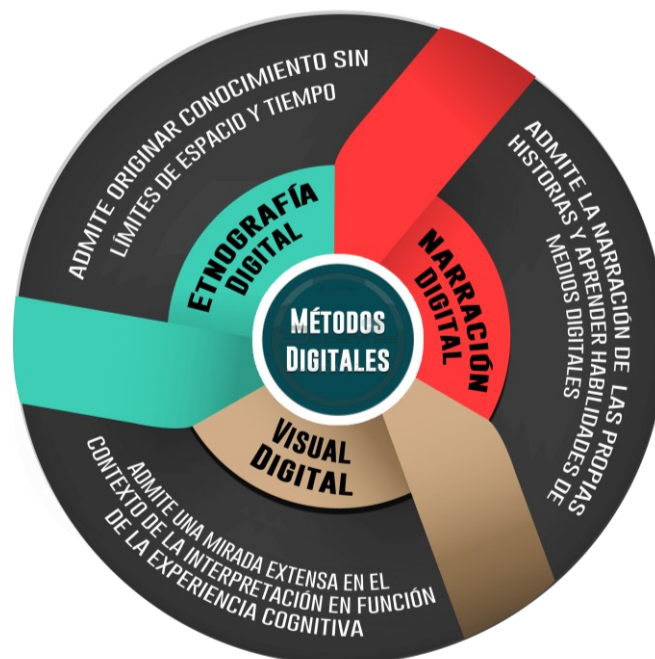 MÉTODOS
DIGITALES
ETNOGRAFÍA
DIGITAL
ADMITE ORIGINAR CONOCIMIENTO SIN
LÍMITES DE ESPACIO Y TIEMPO
NARRACIÓN
DIGITAL
ADMITE LA NARRACIÓN DE LAS PROPIAS
HISTORIAS Y APRENDER HABILIDADES DE
MEDIOS DIGITALES
VISUAL
DIGITAL
ADMITE UNA MIRADA EXTENSA EN EL
CONTEXTO DE LA INTERPRETACIÓN EN FUNCIÓN
DE LA EXPERIENCIA COGNITIVA